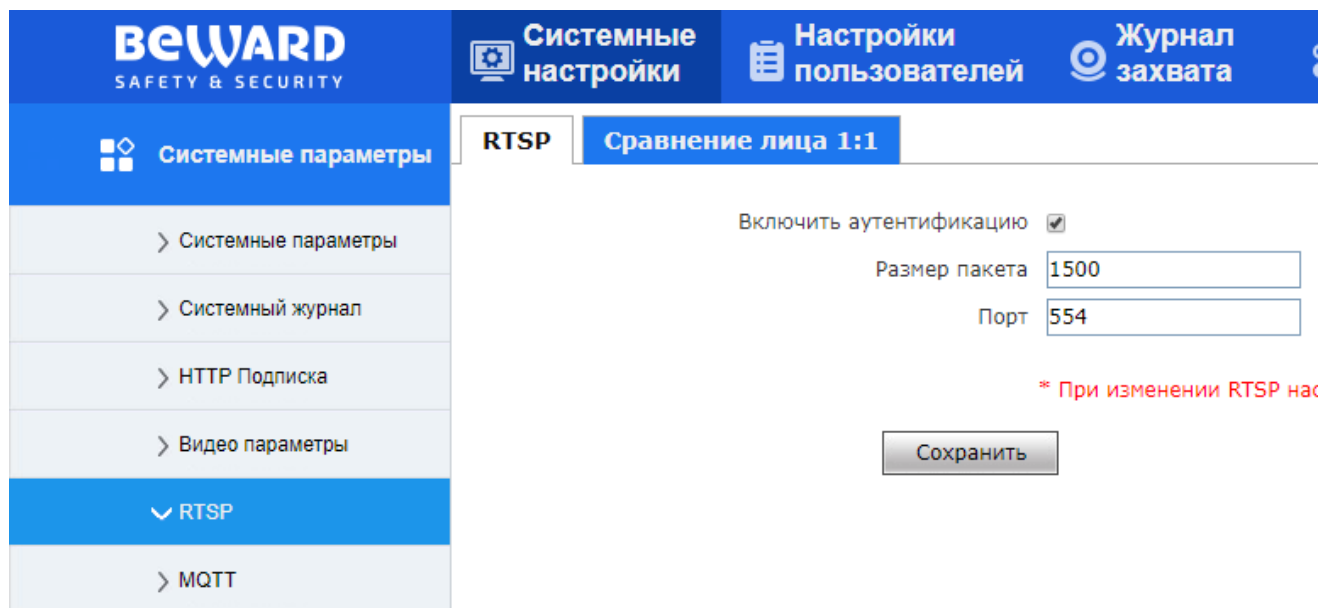 BEWARD
SAFETY & SECURITY
Системные
настройки
Настройки
пользователей
Журнал
захвата
Системные параметры
Системные параметры
Системный журнал
HTTP Подписка
Видео параметры
RTSP
MQTT
RTSP
Сравнение лица 1:1
Включить аутентификацию
Размер пакета 1500
Порт 554
* При изменении RTSP нас
Сохранить